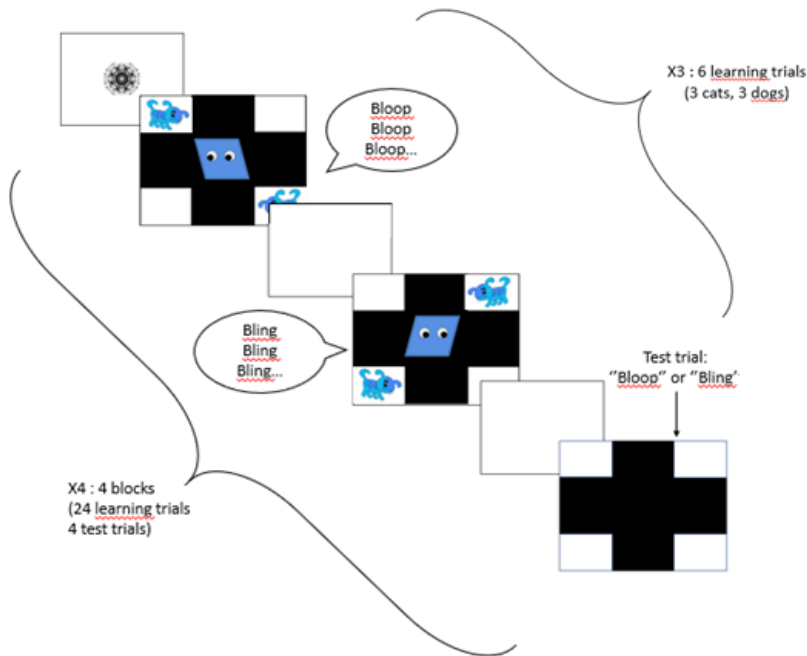 X3 : 6 learning trials
(3 cats, 3 dogs)
Bloop
Bloop
Bloop...
Bling
Bling
Bling...
Test trial:
“Bloop” or “Bling’
X4 : 4 blocks
(24 learning trials
4 test trials)